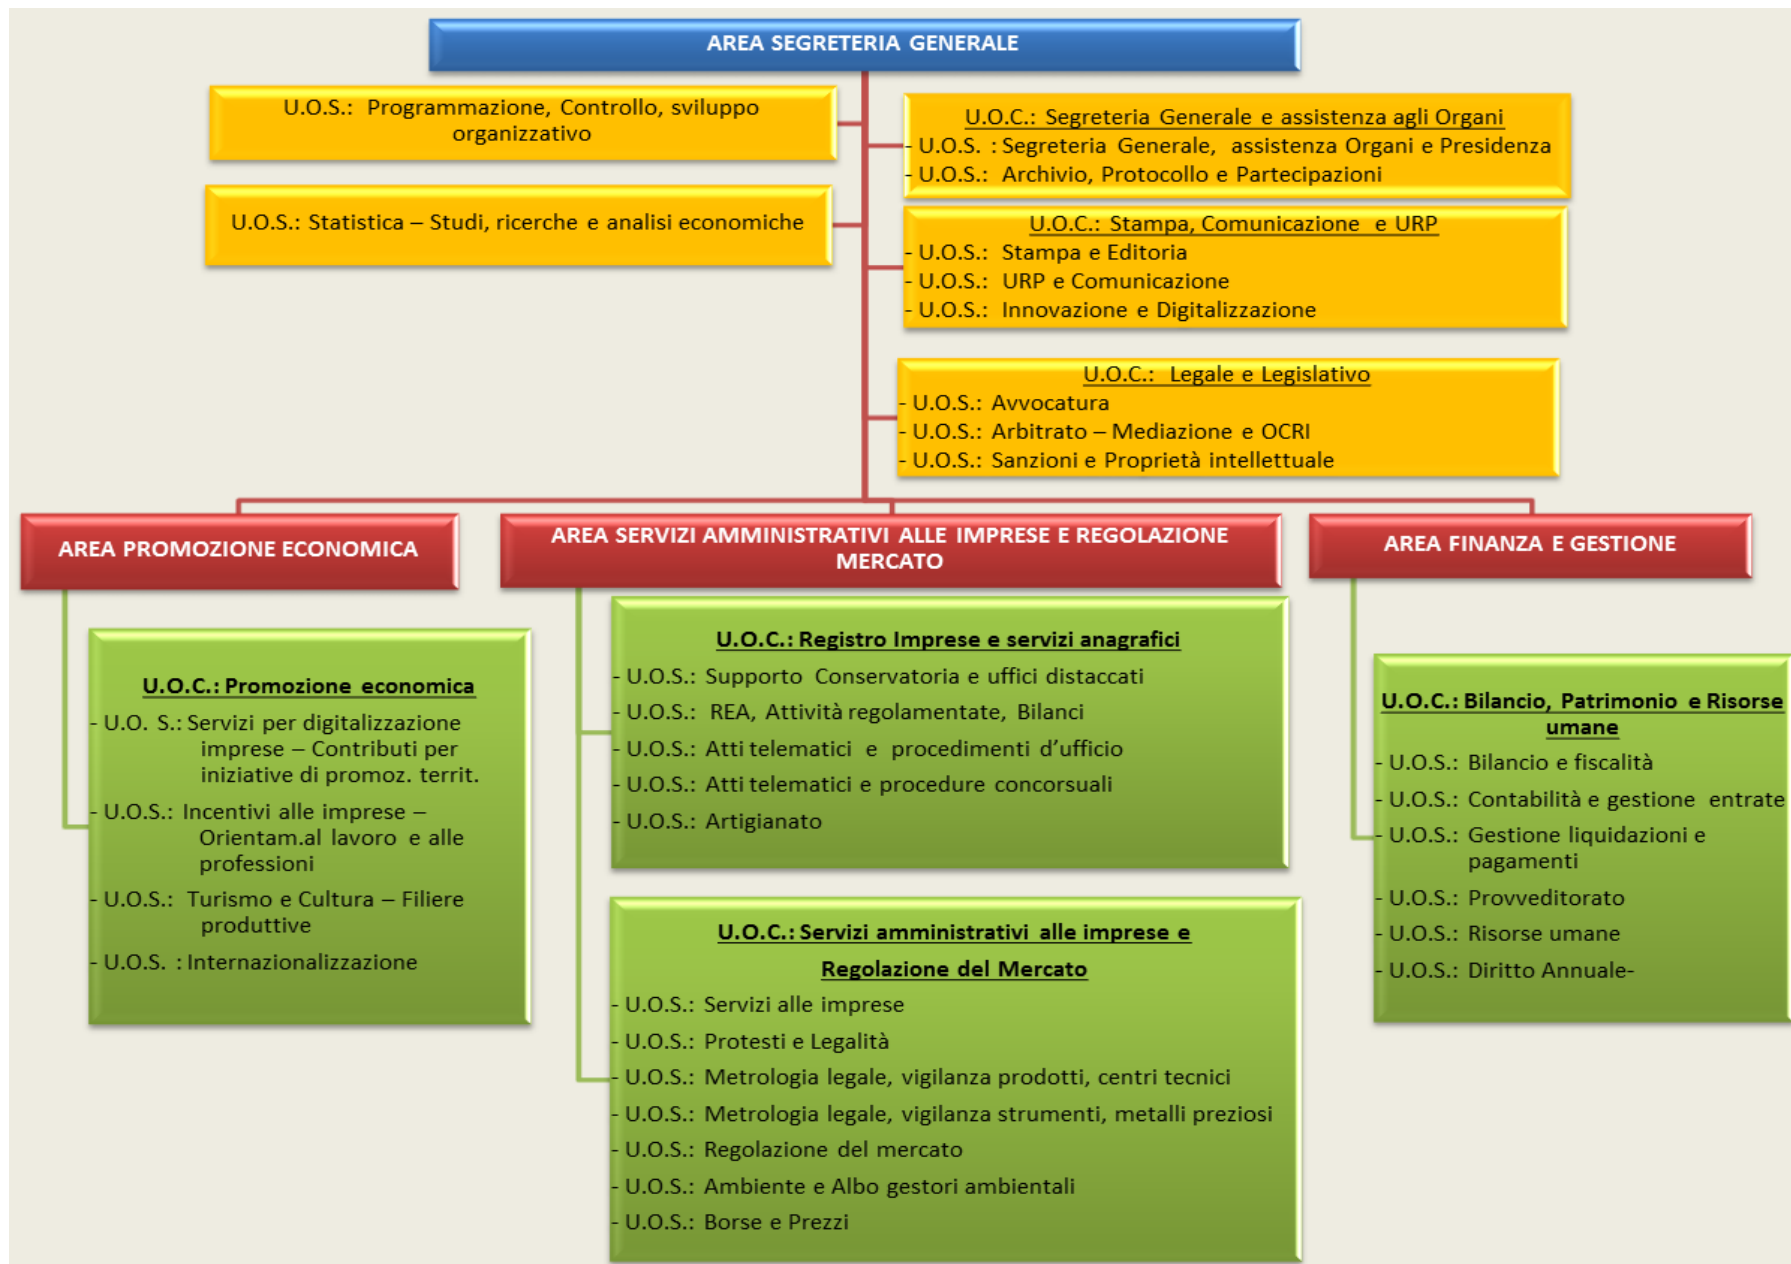 AREA SEGRETERIA GENERALE
U.O.S.: Programmazione, Controllo, sviluppo
organizzativo
U.O.S.: Statistica – Studi, ricerche e analisi economiche
U.O.C.: Segreteria Generale e assistenza agli Organi
- U.O.S. : Segreteria Generale, assistenza Organi e Presidenza
- U.O.S.: Archivio, Protocollo e Partecipazioni
U.O.C.: Stampa, Comunicazione e URP
- U.O.S.: Stampa e Editoria
- U.O.S.: URP e Comunicazione
- U.O.S.: Innovazione e Digitalizzazione
U.O.C.: Legale e Legislativo
- U.O.S.: Avvocatura
- U.O.S.: Arbitrato – Mediazione e OCRI
- U.O.S.: Sanzioni e Proprietà intellettuale
AREA PROMOZIONE ECONOMICA
U.O.C.: Promozione economica
- U.O. S.: Servizi per digitalizzazione
imprese – Contributi per
iniziative di promoz. territ.
- U.O.S.: Incentivi alle imprese –
Orientam.al lavoro e alle
professioni
- U.O.S.: Turismo e Cultura – Filiere
produttive
- U.O.S. : Internazionalizzazione
AREA SERVIZI AMMINISTRATIVI ALLE IMPRESE E REGOLAZIONE
MERCATO
U.O.C.: Registro Imprese e servizi anagrafici
- U.O.S.: Supporto Conservatoria e uffici distaccati
- U.O.S.: REA, Attività regolamentate, Bilanci
- U.O.S.: Atti telematici e procedimenti d’ufficio
- U.O.S.: Atti telematici e procedure concorsuali
- U.O.S.: Artigianato
U.O.C.: Servizi amministrativi alle imprese e
Regolazione del Mercato
- U.O.S.: Servizi alle imprese
- U.O.S.: Protesti e Legalità
- U.O.S.: Metrologia legale, vigilanza prodotti, centri tecnici
- U.O.S.: Metrologia legale, vigilanza strumenti, metalli preziosi
- U.O.S.: Regolazione del mercato
- U.O.S.: Ambiente e Albo gestori ambientali
- U.O.S.: Borse e Prezzi
AREA FINANZA E GESTIONE
U.O.C.: Bilancio, Patrimonio e Risorse
umane
- U.O.S.: Bilancio e fiscalità
- U.O.S.: Contabilità e gestione entrate
- U.O.S.: Gestione liquidazioni e
pagamenti
- U.O.S.: Provveditorato
- U.O.S.: Risorse umane
- U.O.S.: Diritto Annuale-